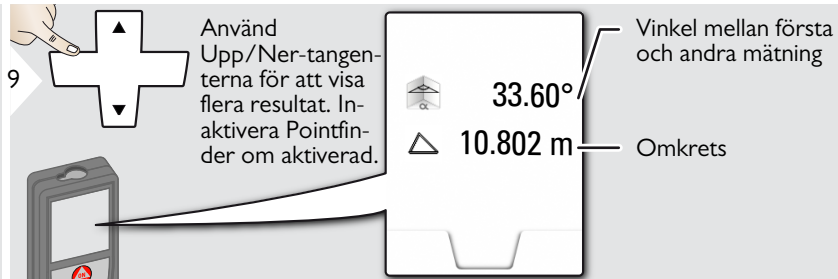 9
Använd
Upp/Ner-tangen-
terna för att visa
flera resultat. In-
aktivera Pointfin-
der om aktiverad.
α
33.60°
10.802 m
Vinkel mellan första
och andra mätning
Omkrets
ON